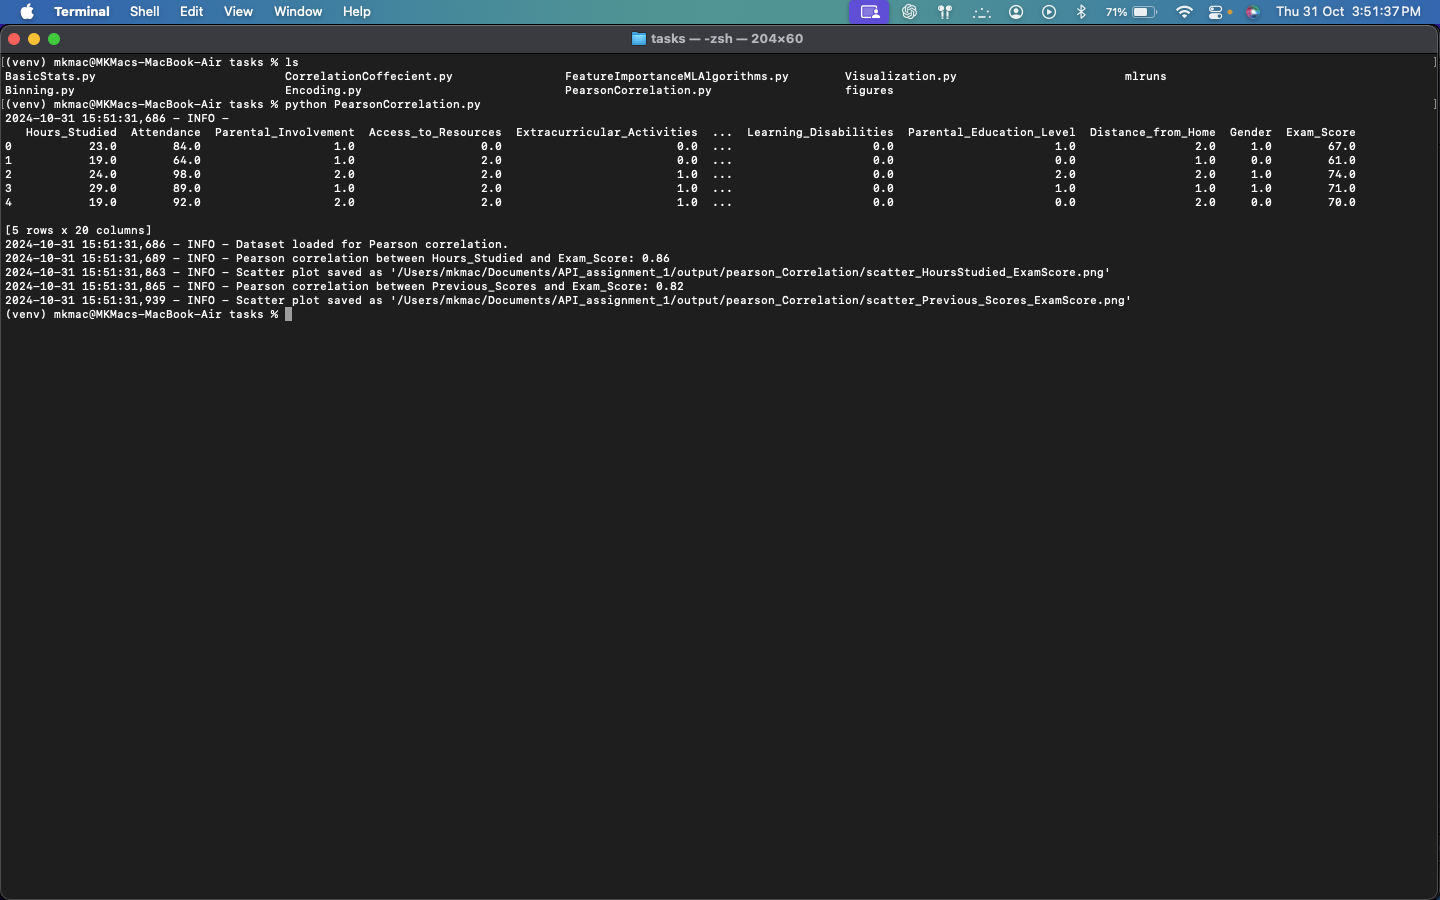 Terminal Shell Edit View Window Help 71% Thu 31 Oct 3:51:37 PM
tasks — -zsh — 204×60
(venv) mkmac@MKMacs-MacBook-Air tasks % ls
BasicStats.py CorrelationCoffecient.py FeatureImportanceMLAlgorithms.py Visualization.py mlruns
Binning.py Encoding.py PearsonCorrelation.py figures
(venv) mkmac@MKMacs-MacBook-Air tasks % python PearsonCorrelation.py
2024-10-31 15:51:31,686 - INFO -
Hours_Studied Attendance Parental_Involvement Access_to_Resources Extracurricular_Activities ... Learning_Disabilities Parental_Education_Level Distance_from_Home Gender Exam_Score
0 23.0 84.0 1.0 0.0 0.0 ... 0.0 1.0 2.0 1.0 67.0
1 19.0 64.0 1.0 2.0 0.0 ... 0.0 0.0 1.0 0.0 61.0
2 24.0 98.0 2.0 2.0 1.0 ... 0.0 2.0 2.0 1.0 74.0
3 29.0 89.0 1.0 2.0 1.0 ... 0.0 1.0 1.0 1.0 71.0
4 19.0 92.0 2.0 2.0 1.0 ... 0.0 0.0 2.0 0.0 70.0
[5 rows x 20 columns]
2024-10-31 15:51:31,686 - INFO - Dataset loaded for Pearson correlation.
2024-10-31 15:51:31,689 - INFO - Pearson correlation between Hours_Studied and Exam_Score: 0.86
2024-10-31 15:51:31,863 - INFO - Scatter plot saved as '/Users/mkmac/Documents/API_assignment_1/output/pearson_Correlation/scatter_HoursStudied_ExamScore.png'
2024-10-31 15:51:31,865 - INFO - Pearson correlation between Previous_Scores and Exam_Score: 0.82
2024-10-31 15:51:31,939 - INFO - Scatter plot saved as '/Users/mkmac/Documents/API_assignment_1/output/pearson_Correlation/scatter_Previous_Scores_ExamScore.png'
(venv) mkmac@MKMacs-MacBook-Air tasks %